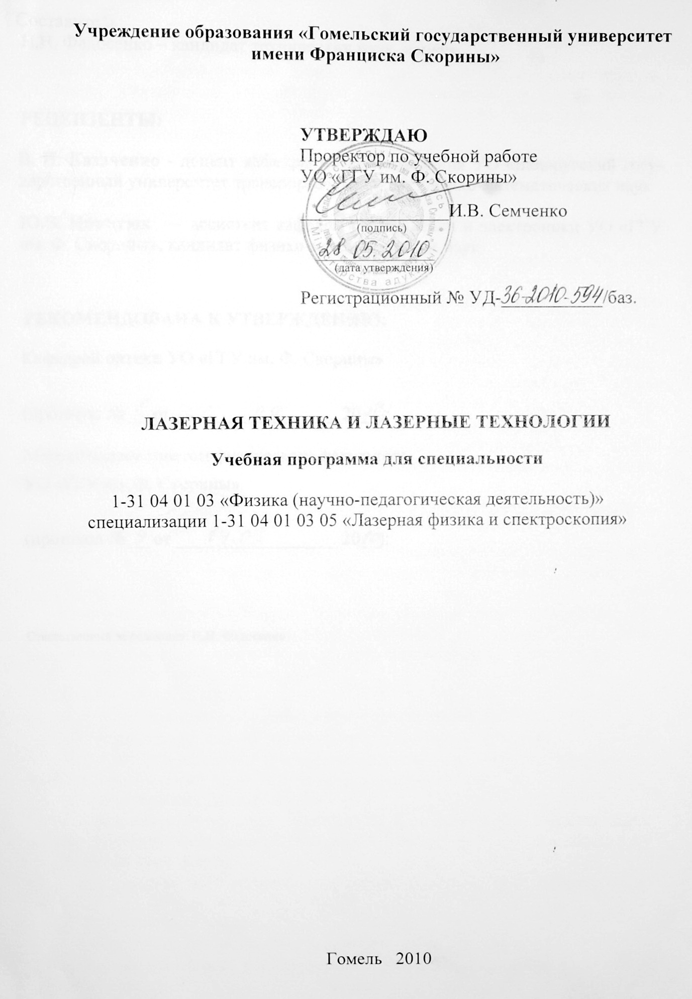 Учреждение образования «Гомельский государственный университет
имени Франциска Скорины»
УТВЕРЖДАЮ
Проректор по учебной работе
УО «ГГУ им. Ф. Скорины»
И.В. Семченко
(подпись)
28 05. 2010
(дата утверждения)
Міністэрства адукацыі
Регистрационный № УД-36-2010-594/баз.
ЛАЗЕРНАЯ ТЕХНИКА И ЛАЗЕРНЫЕ ТЕХНОЛОГИИ
Учебная программа для специальности
1-31 04 01 03 «Физика (научно-педагогическая деятельность)»
специализации 1-31 04 01 03 05 «Лазерная физика и спектроскопия»
Гомель 2010